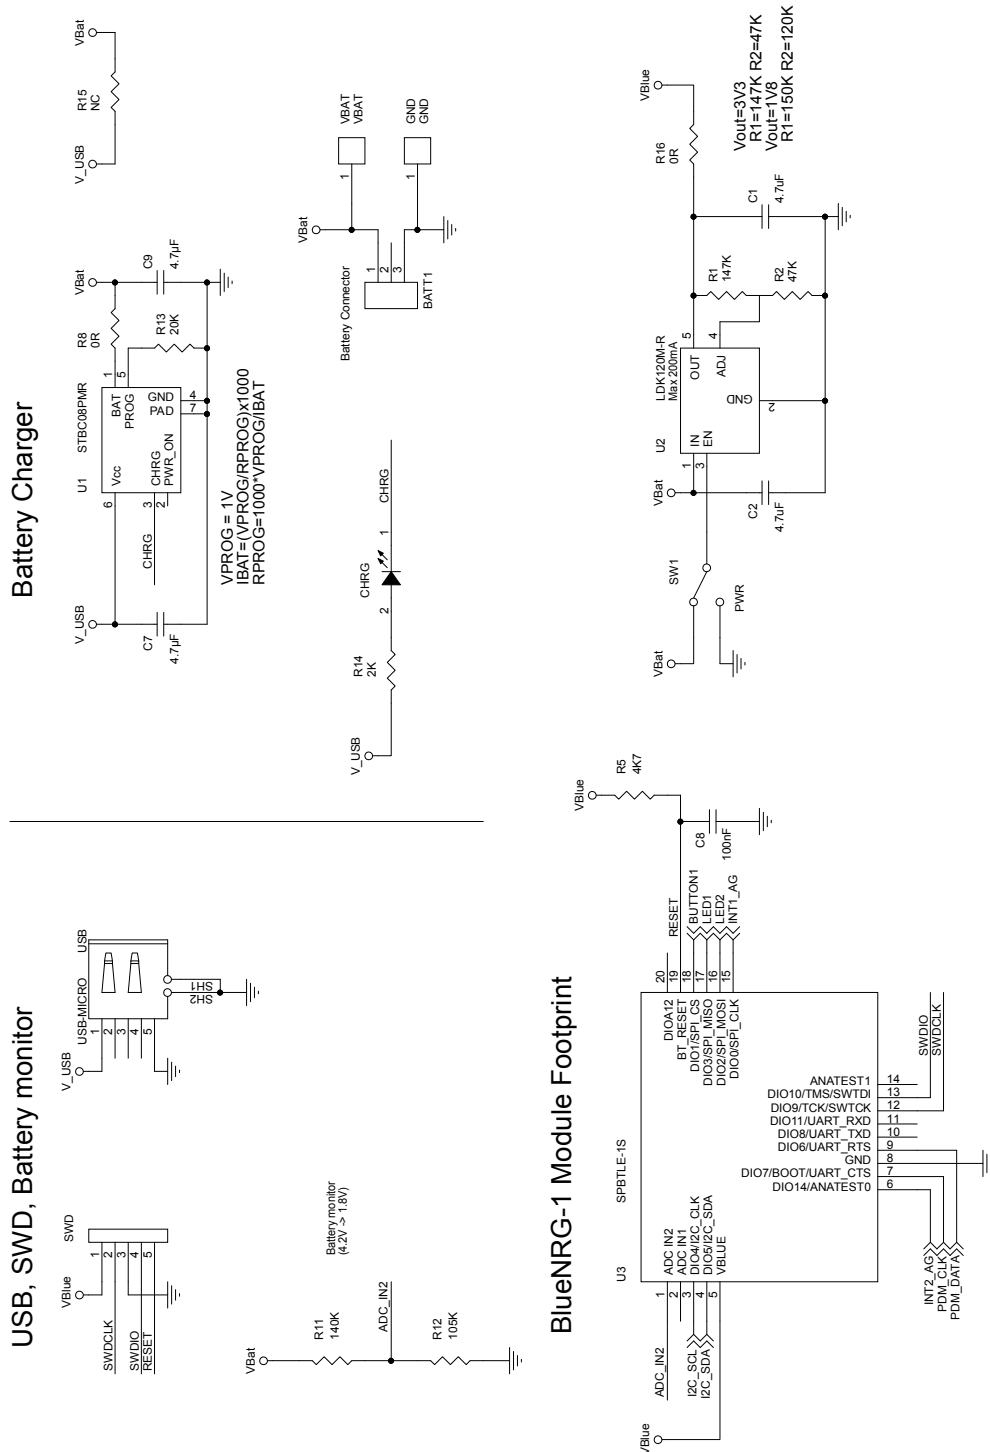 USB, SWD, Battery monitor
SWD
VBlue
1
2
3
4
5
SWDCLK
SWDIO
RESET
V_USB
USB-MICRO
USB
1
2
3
4
5
SH2
SH1
VBat
R11
140K
ADC_IN2
R12
105K
Battery monitor
(4.2V -> 1.8V)
Battery Charger
V_USB
C7
4.7µF
U1
STBC08PMR
6
Vcc
BAT
1
PROG
5
3
CHRG
2
PWR_ON
GND
4
PAD
7
CHRG
R8
0R
R13
20K
VBat
C9
4.7µF
V_USB
R15
NC
VBat
VPROG = 1V
IBAT=(VPROG/RPROG)x1000
RPROG=1000*VPROG/IBAT
V_USB
R14
2K
2
CHRG
1
CHRG
Battery Connector
1
2
3
BATT1
VBat
1
VBAT
VBAT
1
GND
GND
BlueNRG-1 Module Footprint
U3
SPBTLE-1S
ADC_IN2
I2C_SCL
I2C_SDA
VBlue
1
ADC IN2
2
ADC IN1
3
DIO4/I2C_CLK
4
DIO5/I2C_SDA
5
VBLUE
DIOA12
20
BT_RESET
19
DIO1/SPI_CS
18
DIO3/SPI_MISO
17
DIO2/SPI_MOSI
16
DIO0/SPI_CLK
15
RESET
BUTTON1
LED1
LED2
INT1_AG
VBlue
R5
4K7
C8
100nF
ANATEST1
14
DIO10/TMS/SWTDI
13
DIO9/TCK/SWTCK
12
DIO11/UART_RXD
11
DIO8/UART_TXD
10
DIO6/UART_RTS
9
GND
8
DIO7/BOOT/UART_CTS
7
DIO14/ANATEST0
6
SWDIO
SWDCLK
INT2_AG
PDM_CLK
PDM_DATA
VBat
SW1
PWR
VBat
C2
4.7uF
U2
LDK120M-R
Max 200mA
1
IN
3
EN
OUT
5
ADJ
4
GND
2
R1
147K
R2
47K
C1
4.7uF
R16
0R
VBlue
Vout=3V3
R1=147K R2=47K
Vout=1V8
R1=150K R2=120K